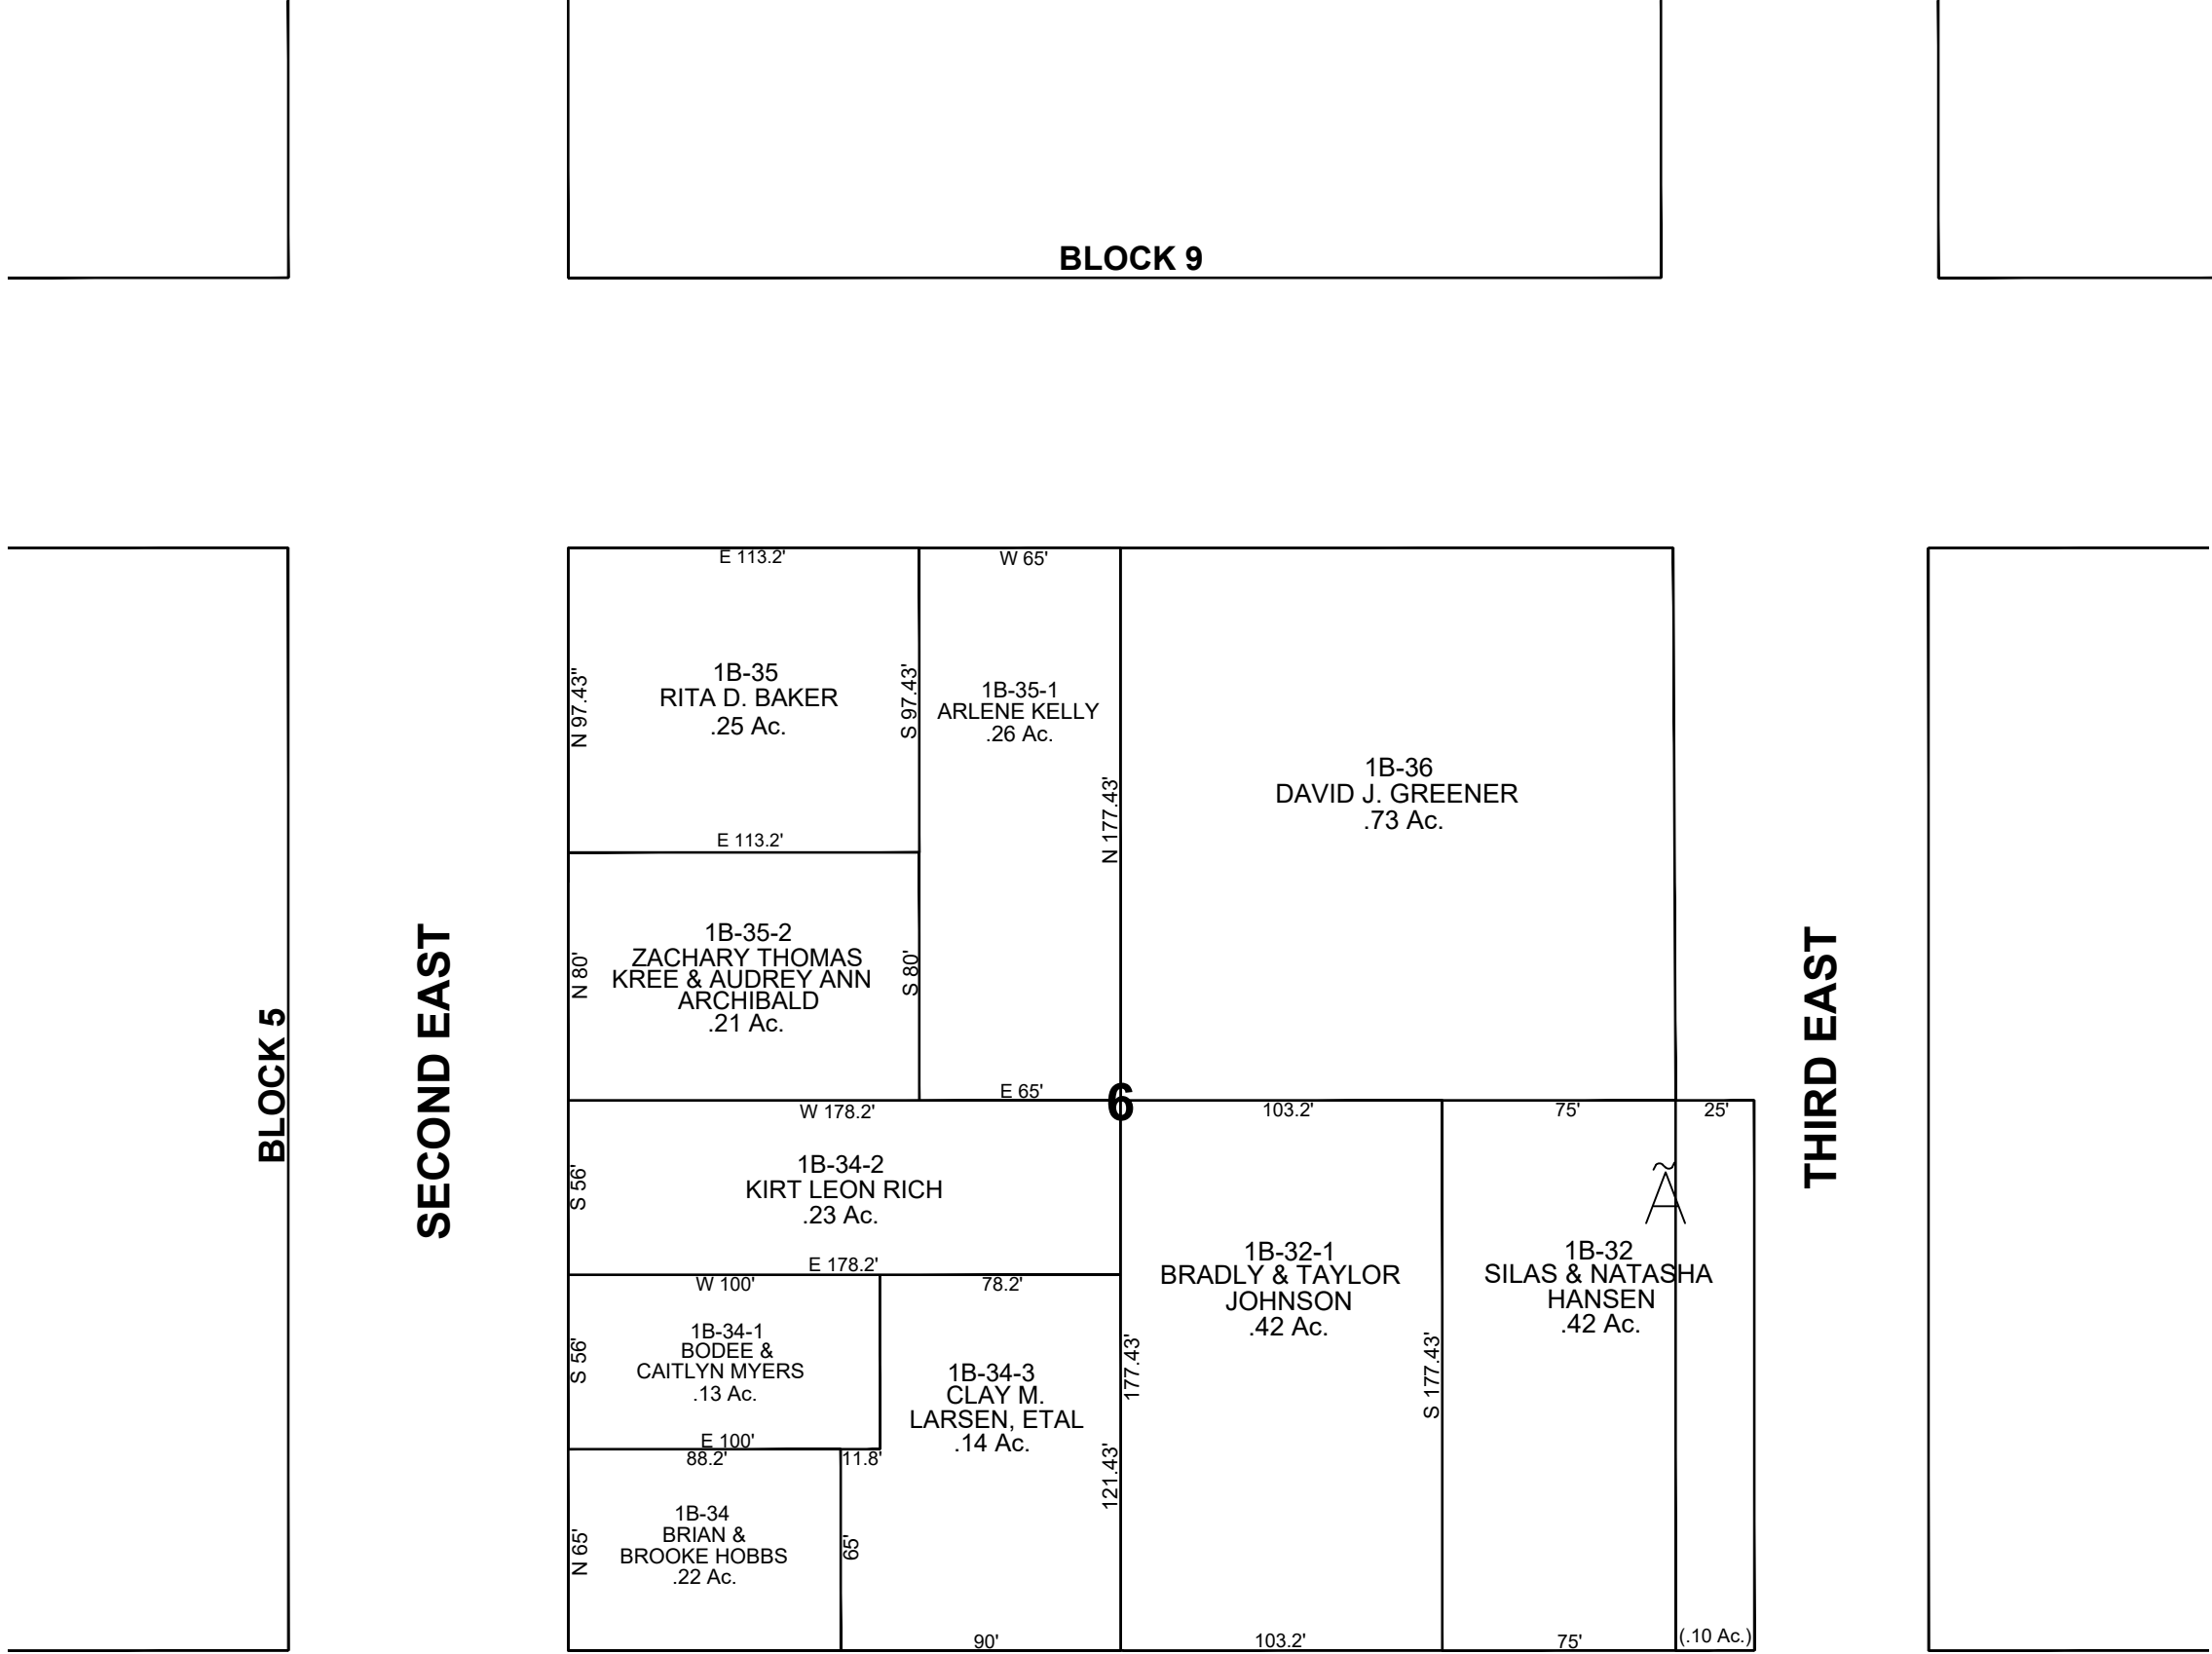 BLOCK 9
E 113.2'
W 65'
N 97.43"
1B-35
RITA D. BAKER
.25 Ac.
S 97.43'
1B-35-1
ARLENE KELLY
.26 Ac.
N 177.43'
1B-36
DAVID J. GREENER
.73 Ac.
E 113.2'
BLOCK 5
SECOND EAST
N 80'
1B-35-2
ZACHARY THOMAS
KREE & AUDREY ANN
ARCHIBALD
.21 Ac.
S 80'
THIRD EAST
E 65'
6
W 178.2'
103.2'
75'
25'
S 56'
1B-34-2
KIRT LEON RICH
.23 Ac.
E 178.2'
Ã
1B-32-1
BRADLY & TAYLOR
JOHNSON
.42 Ac.
1B-32
SILAS & NATASHA
HANSEN
.42 Ac.
W 100'
78.2'
S 56'
1B-34-1
BODEE &
CAITLYN MYERS
.13 Ac.
177.43'
S 177.43'
1B-34-3
CLAY M.
LARSEN, ETAL
.14 Ac.
E 100'
88.2'
11.8'
121.43'
N 65'
1B-34
BRIAN &
BROOKE HOBBS
.22 Ac.
65'
90'
103.2'
75'
(.10 Ac.)